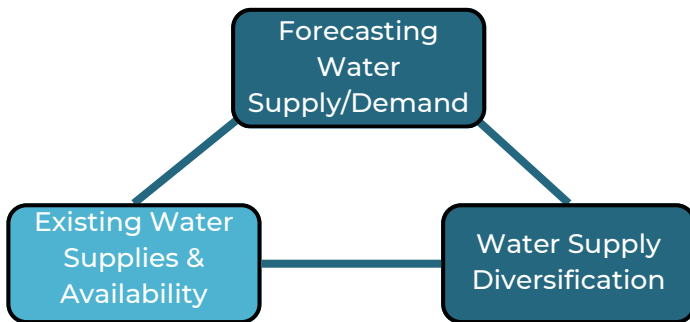 Forecasting
Water
Supply/Demand
Existing Water
Supplies &
Availability
Water Supply
Diversification